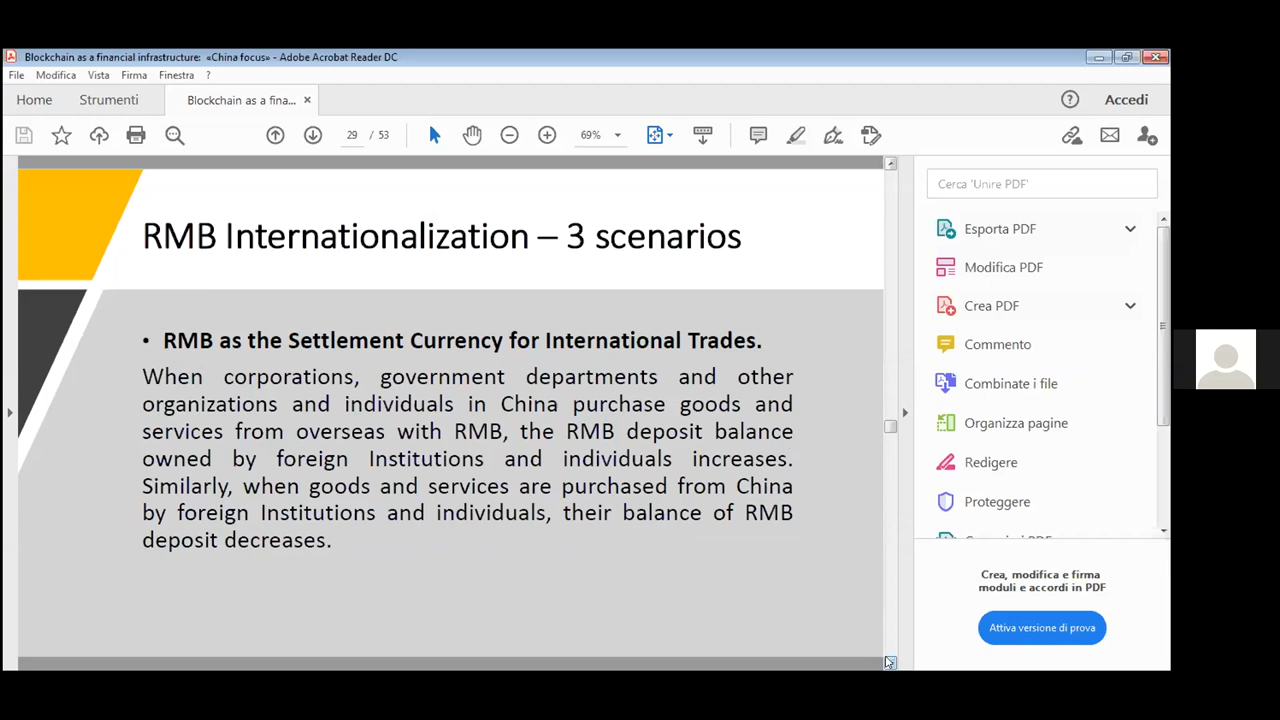 Blockchain as a financial infrastructure: «China focus» - Adobe Acrobat Reader DC
File Modifica Vista Firma Finestra ?
Home Strumenti Blockchain as a fina... × Accedi
29 / 53 69%
RMB Internationalization – 3 scenarios
• RMB as the Settlement Currency for International Trades.
When corporations, government departments and other
organizations and individuals in China purchase goods and
services from overseas with RMB, the RMB deposit balance
owned by foreign Institutions and individuals increases.
Similarly, when goods and services are purchased from China
by foreign Institutions and individuals, their balance of RMB
deposit decreases.
Cerca 'Unire PDF'
Esporta PDF
Modifica PDF
Crea PDF
Commento
Combinate i file
Organizza pagine
Redigere
Proteggere
Crea, modifica e firma
moduli e accordi in PDF
Attiva versione di prova